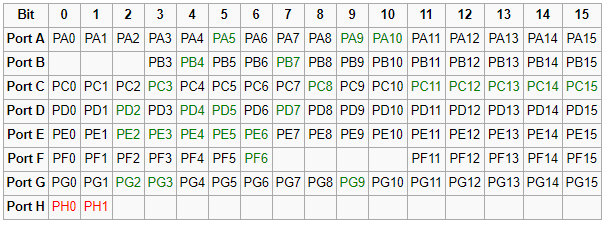 Bit 0 1 2 3 4 5 6 7 8 9 10 11 12 13 14 15
Port A PA0 PA1 PA2 PA3 PA4 PA5 PA6 PA7 PA8 PA9 PA10 PA11 PA12 PA13 PA14 PA15
Port B PB3 PB4 PB5 PB6 PB7 PB8 PB9 PB10 PB11 PB12 PB13 PB14 PB15
Port C PC0 PC1 PC2 PC3 PC4 PC5 PC6 PC7 PC8 PC9 PC10 PC11 PC12 PC13 PC14 PC15
Port D PD0 PD1 PD2 PD3 PD4 PD5 PD6 PD7 PD8 PD9 PD10 PD11 PD12 PD13 PD14 PD15
Port E PE0 PE1 PE2 PE3 PE4 PE5 PE6 PE7 PE8 PE9 PE10 PE11 PE12 PE13 PE14 PE15
Port F PF0 PF1 PF2 PF3 PF4 PF5 PF6 PF11 PF12 PF13 PF14 PF15
Port G PG0 PG1 PG2 PG3 PG4 PG5 PG6 PG7 PG8 PG9 PG10 PG11 PG12 PG13 PG14 PG15
Port H PH0 PH1